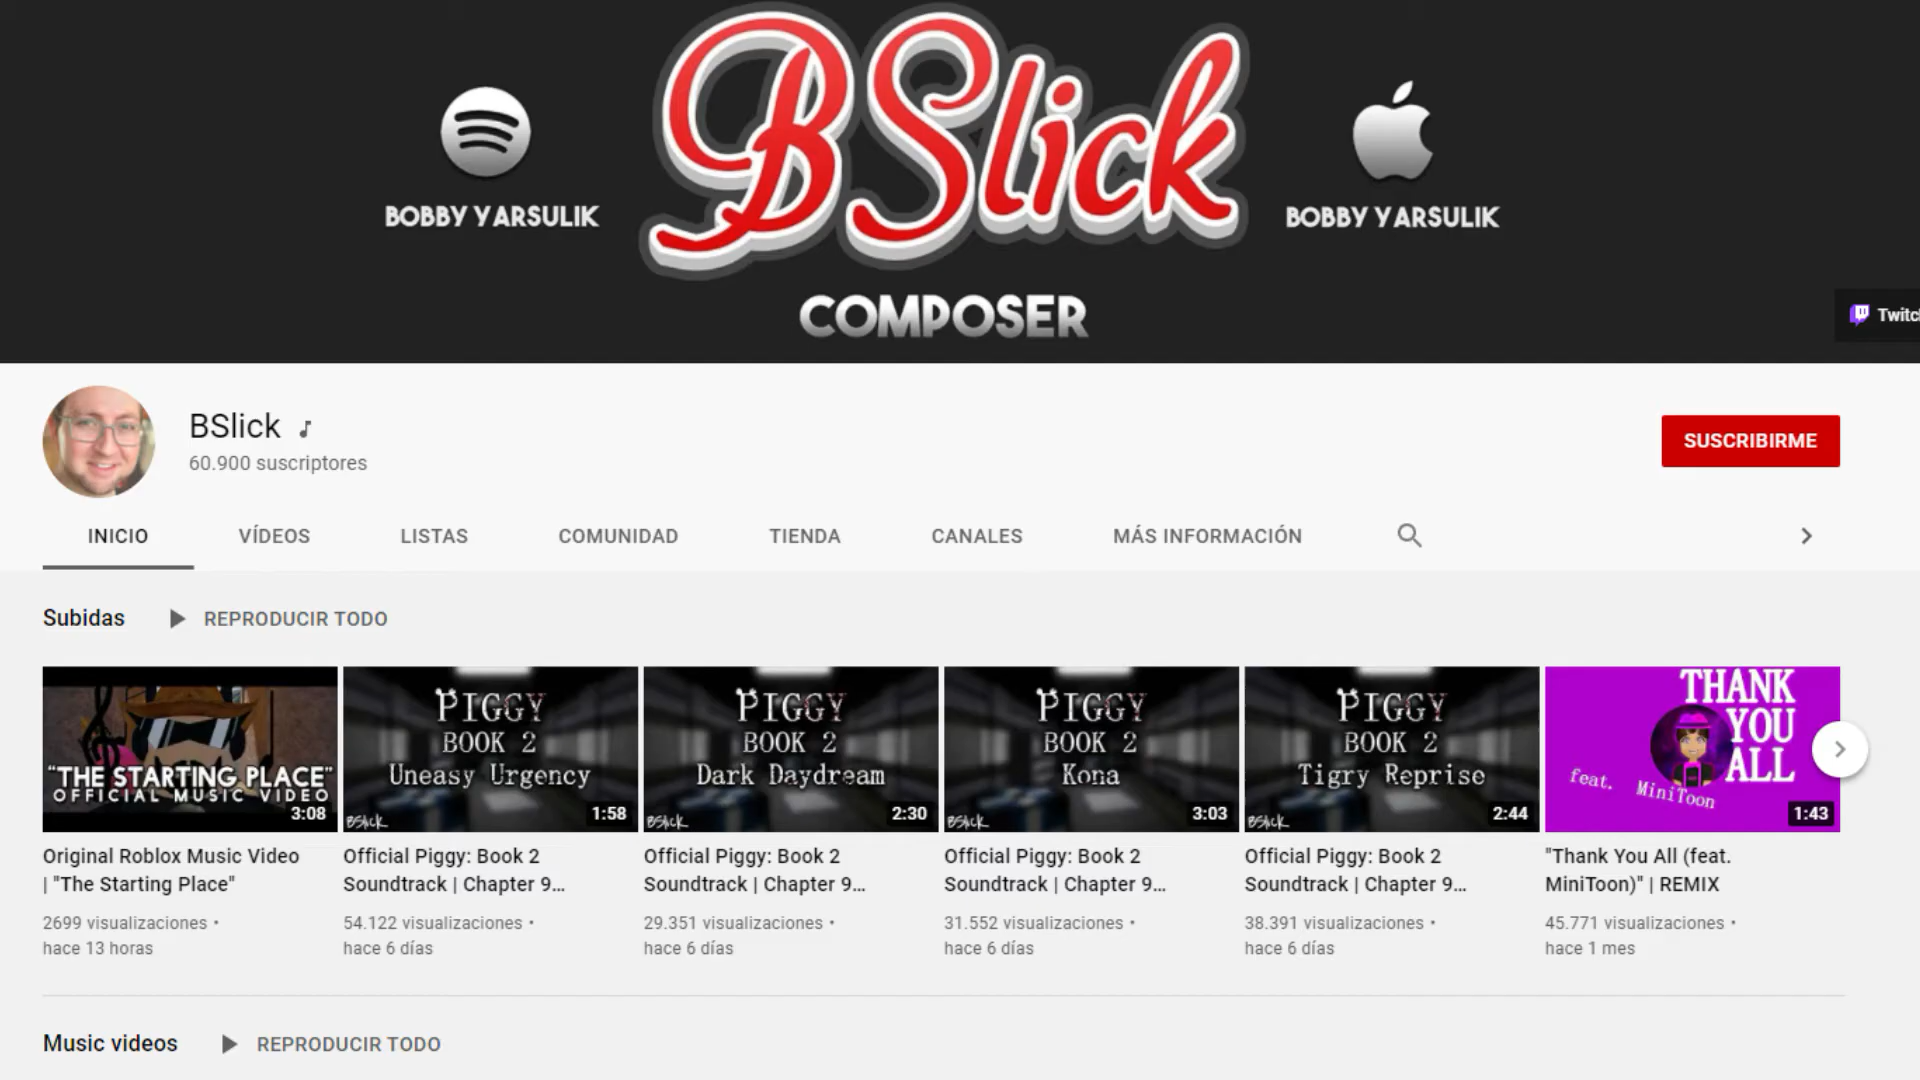 BSlick
BOBBY YARSULIK
BOBBY YARSULIK
COMPOSER
Twitch
BSlick
60.900 suscriptores
SUSCRIBIRME
INICIO
VÍDEOS
LISTAS
COMUNIDAD
TIENDA
CANALES
MÁS INFORMACIÓN
Subidas
REPRODUCIR TODO
"THE STARTING PLACE"
OFFICIAL MUSIC VIDEO
3:08
PIGGY
BOOK 2
Uneasy Urgency
BSlick
1:58
PIGGY
BOOK 2
Dark Daydream
BSlick
2:30
PIGGY
BOOK 2
Kona
BSlick
3:03
PIGGY
BOOK 2
Tigry Reprise
BSlick
2:44
THANK
YOU
ALL
feat. MiniToon
1:43
Original Roblox Music Video
| "The Starting Place"
2699 visualizaciones •
hace 13 horas
Official Piggy: Book 2
Soundtrack | Chapter 9...
54.122 visualizaciones •
hace 6 días
Official Piggy: Book 2
Soundtrack | Chapter 9...
29.351 visualizaciones •
hace 6 días
Official Piggy: Book 2
Soundtrack | Chapter 9...
31.552 visualizaciones •
hace 6 días
Official Piggy: Book 2
Soundtrack | Chapter 9...
38.391 visualizaciones •
hace 6 días
"Thank You All (feat.
MiniToon)" | REMIX
45.771 visualizaciones •
hace 1 mes
Music videos
REPRODUCIR TODO